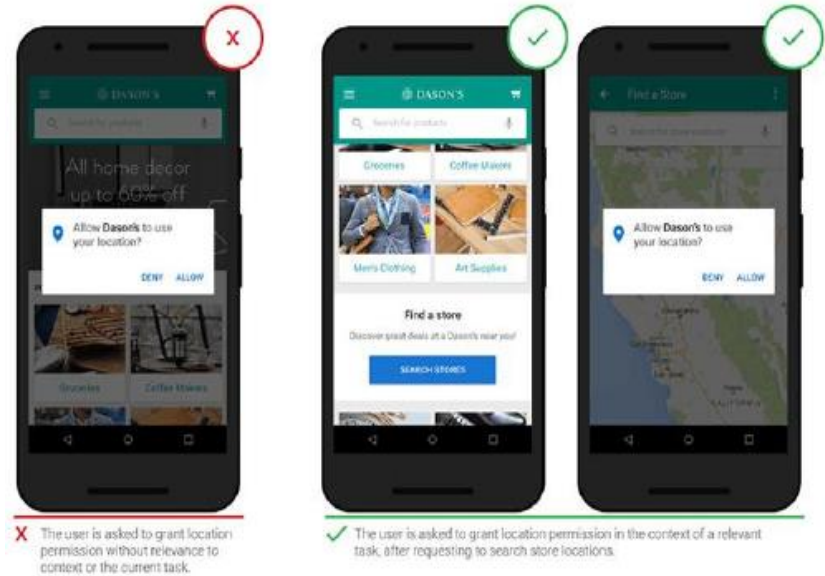 X
DASON'S
Search for products
All home decor
up to 60% off
Allow Dason's to use
your location?
DENY ALLOW
Groceries Coffee Makers
X The user is asked to grant location
permission without relevance to
context or the current task.
DASON'S
Search for products
Groceries Coffee Makers
Men's Clothing Art Supplies
Find a store
Discover great deals at a Dason's near you!
SEARCH STORES
Find a Store
Allow Dason's to use
your location?
DENY ALLOW
The user is asked to grant location permission in the context of a relevant
task, after requesting to search store locations.